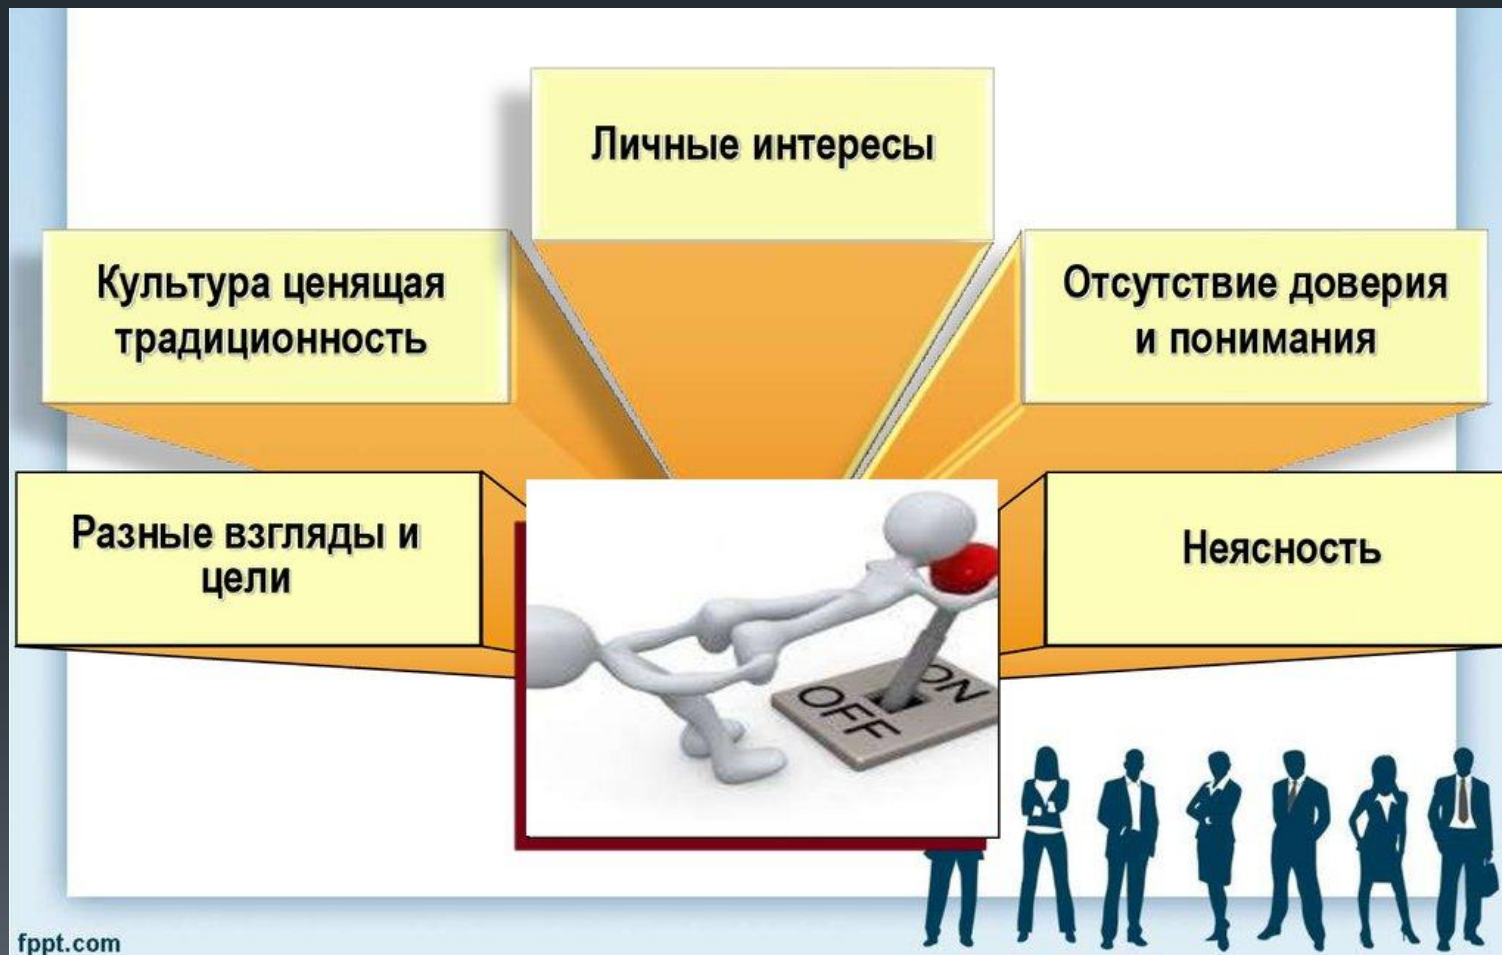 Личные интересы
Культура ценящая
традиционность
Отсутствие доверия
и понимания
Разные взгляды и
цели
Неясность
ON
OFF
fppt.com